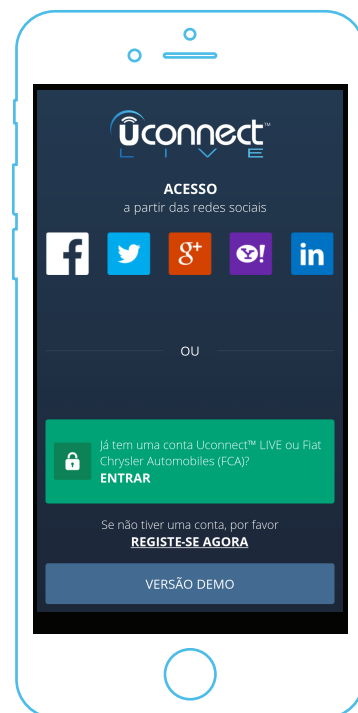 uconnect™
LIVE
ACESSO
a partir das redes sociais
f g+ Y! in
OU
Já tem uma conta Uconnect™ LIVE ou Fiat
Chrysler Automobiles (FCA)?
ENTRAR
Se não tiver uma conta, por favor
REGISTE-SE AGORA
VERSÃO DEMO